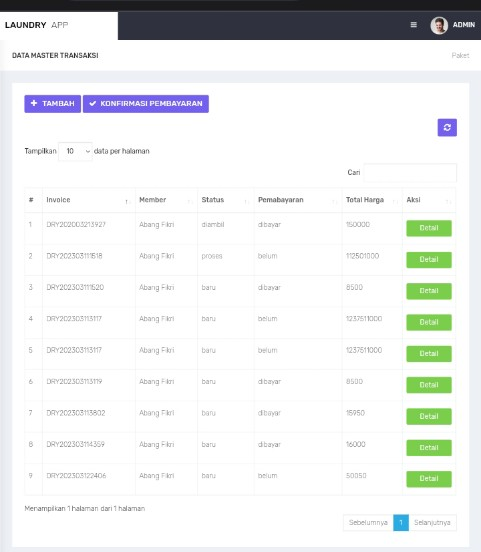 LAUNDRY APP
ADMIN
DATA MASTER TRANSAKSI
Paket
TAMBAH
KONFIRMASI PEMBAYARAN
Tampilkan 10 data per halaman
Cari
# Invoice Member Status Pemabayaran Total Harga Aksi
1 DRY202003213927 Abang Fikri diambil dibayar 150000 Detail
2 DRY202303111518 Abang Fikri proses belum 112501000 Detail
3 DRY202303111520 Abang Fikri baru dibayar 8500 Detail
4 DRY202303113117 Abang Fikri baru belum 1237511000 Detail
5 DRY202303113117 Abang Fikri baru belum 1237511000 Detail
6 DRY202303113119 Abang Fikri baru dibayar 8500 Detail
7 DRY202303113802 Abang Fikri baru dibayar 15950 Detail
8 DRY202303114359 Abang Fikri baru dibayar 16000 Detail
9 DRY202303122406 Abang Fikri baru belum 50050 Detail
Menampilkan 1 halaman dari 1 halaman
Sebelumnya 1 Selanjutnya